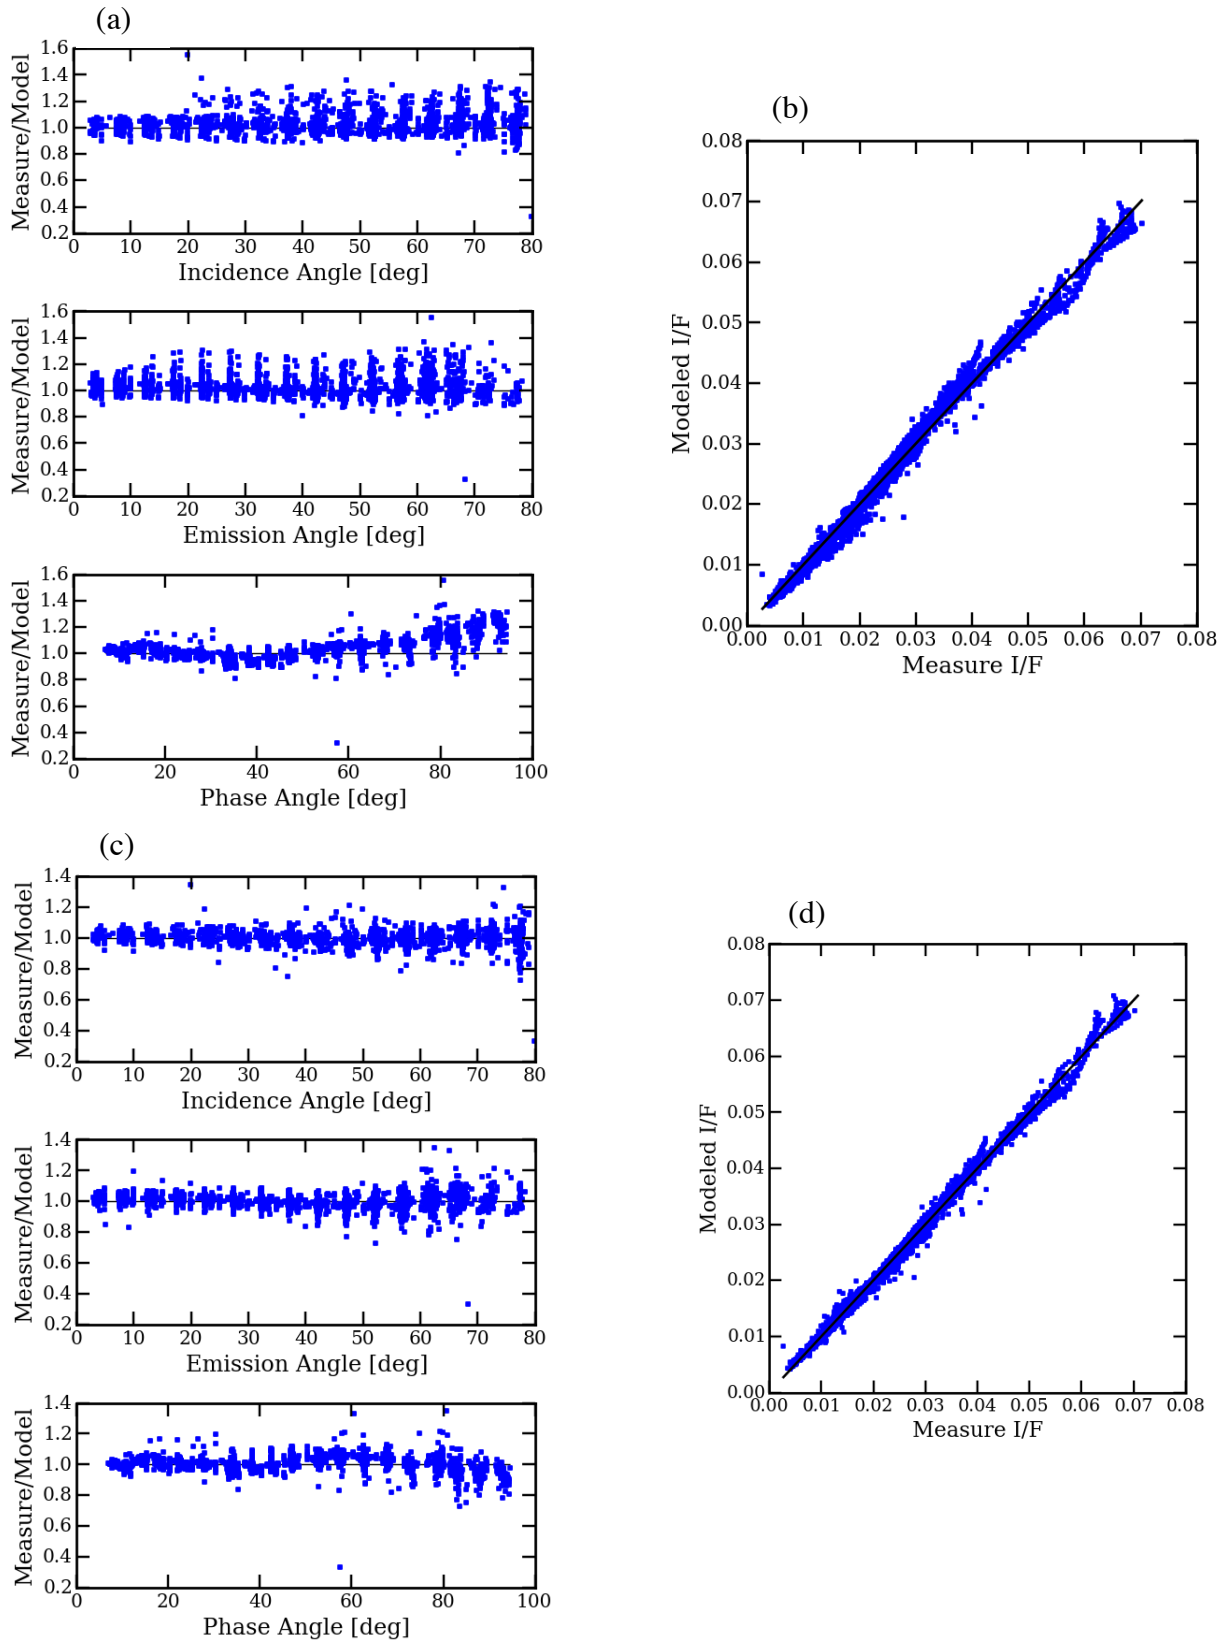 (a)
1.6
1.4
1.2
1.0
0.8
0.6
0.4
0.2
Measure/Model
0 10 20 30 40 50 60 70 80
Incidence Angle [deg]
1.6
1.4
1.2
1.0
0.8
0.6
0.4
0.2
Measure/Model
0 10 20 30 40 50 60 70 80
Emission Angle [deg]
1.6
1.4
1.2
1.0
0.8
0.6
0.4
0.2
Measure/Model
0 20 40 60 80 100
Phase Angle [deg]
(b)
0.08
0.07
0.06
0.05
0.04
0.03
0.02
0.01
0.00
Modeled I/F
0.00 0.01 0.02 0.03 0.04 0.05 0.06 0.07 0.08
Measure I/F
(c)
1.4
1.2
1.0
0.8
0.6
0.4
0.2
Measure/Model
0 10 20 30 40 50 60 70 80
Incidence Angle [deg]
1.4
1.2
1.0
0.8
0.6
0.4
0.2
Measure/Model
0 10 20 30 40 50 60 70 80
Emission Angle [deg]
1.4
1.2
1.0
0.8
0.6
0.4
0.2
Measure/Model
0 20 40 60 80 100
Phase Angle [deg]
(d)
0.08
0.07
0.06
0.05
0.04
0.03
0.02
0.01
0.00
Modeled I/F
0.00 0.01 0.02 0.03 0.04 0.05 0.06 0.07 0.08
Measure I/F